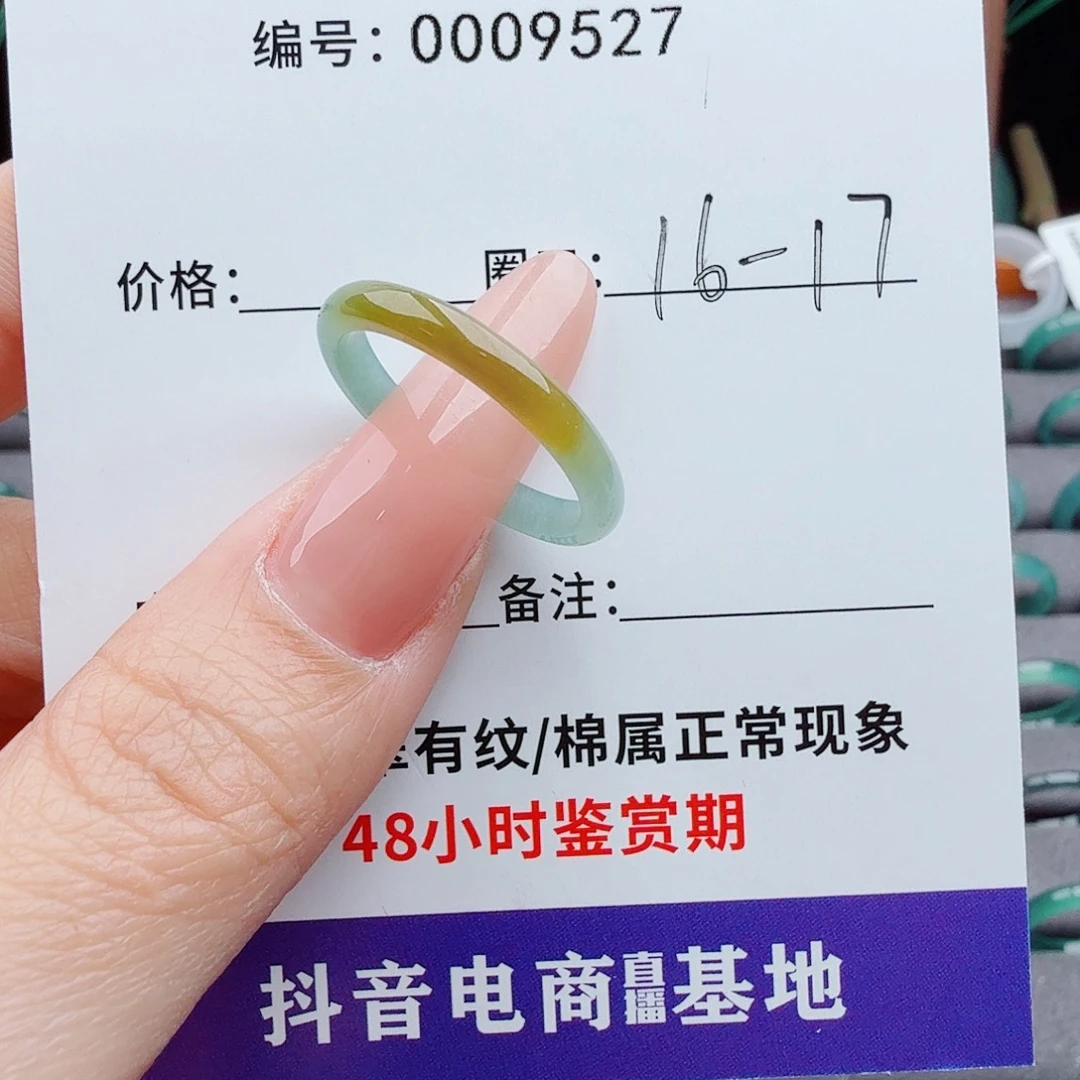 编号：0009527
价格：
圈口：16-17
备注：
有纹/棉属正常现象
48小时鉴赏期
抖音电商直播基地